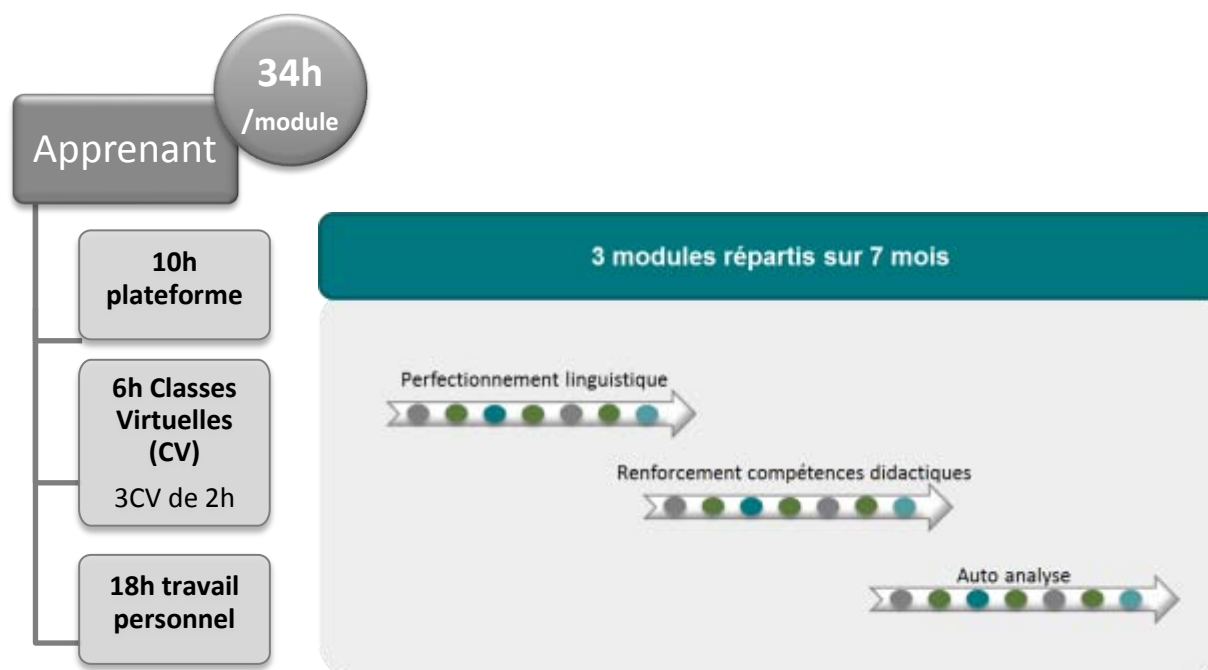 34h
/module
Apprenant
10h
plateforme
6h Classes
Virtuelles
(CV)
3CV de 2h
18h travail
personnel
3 modules répartis sur 7 mois
Perfectionnement linguistique
Renforcement compétences didactiques
Auto analyse